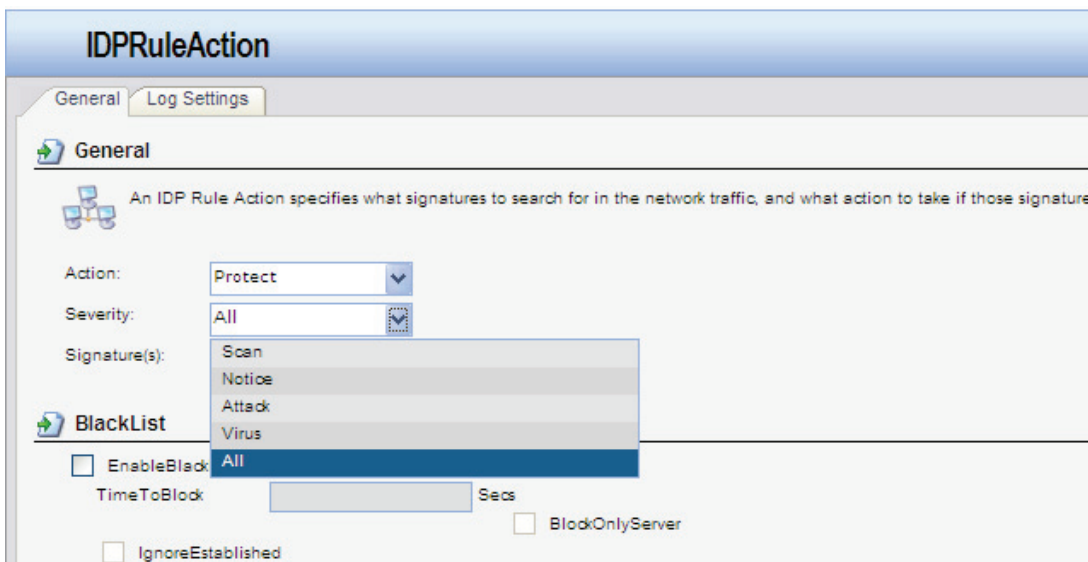 IDPRuleAction
General Log Settings
General
An IDP Rule Action specifies what signatures to search for in the network traffic, and what action to take if those signature
Action: Protect
Severity: All
Signature(s):
Scan
Notice
Attack
Virus
All
BlackList
EnableBlack
TimeToBlock Secs
BlockOnlyServer
IgnoreEstablished